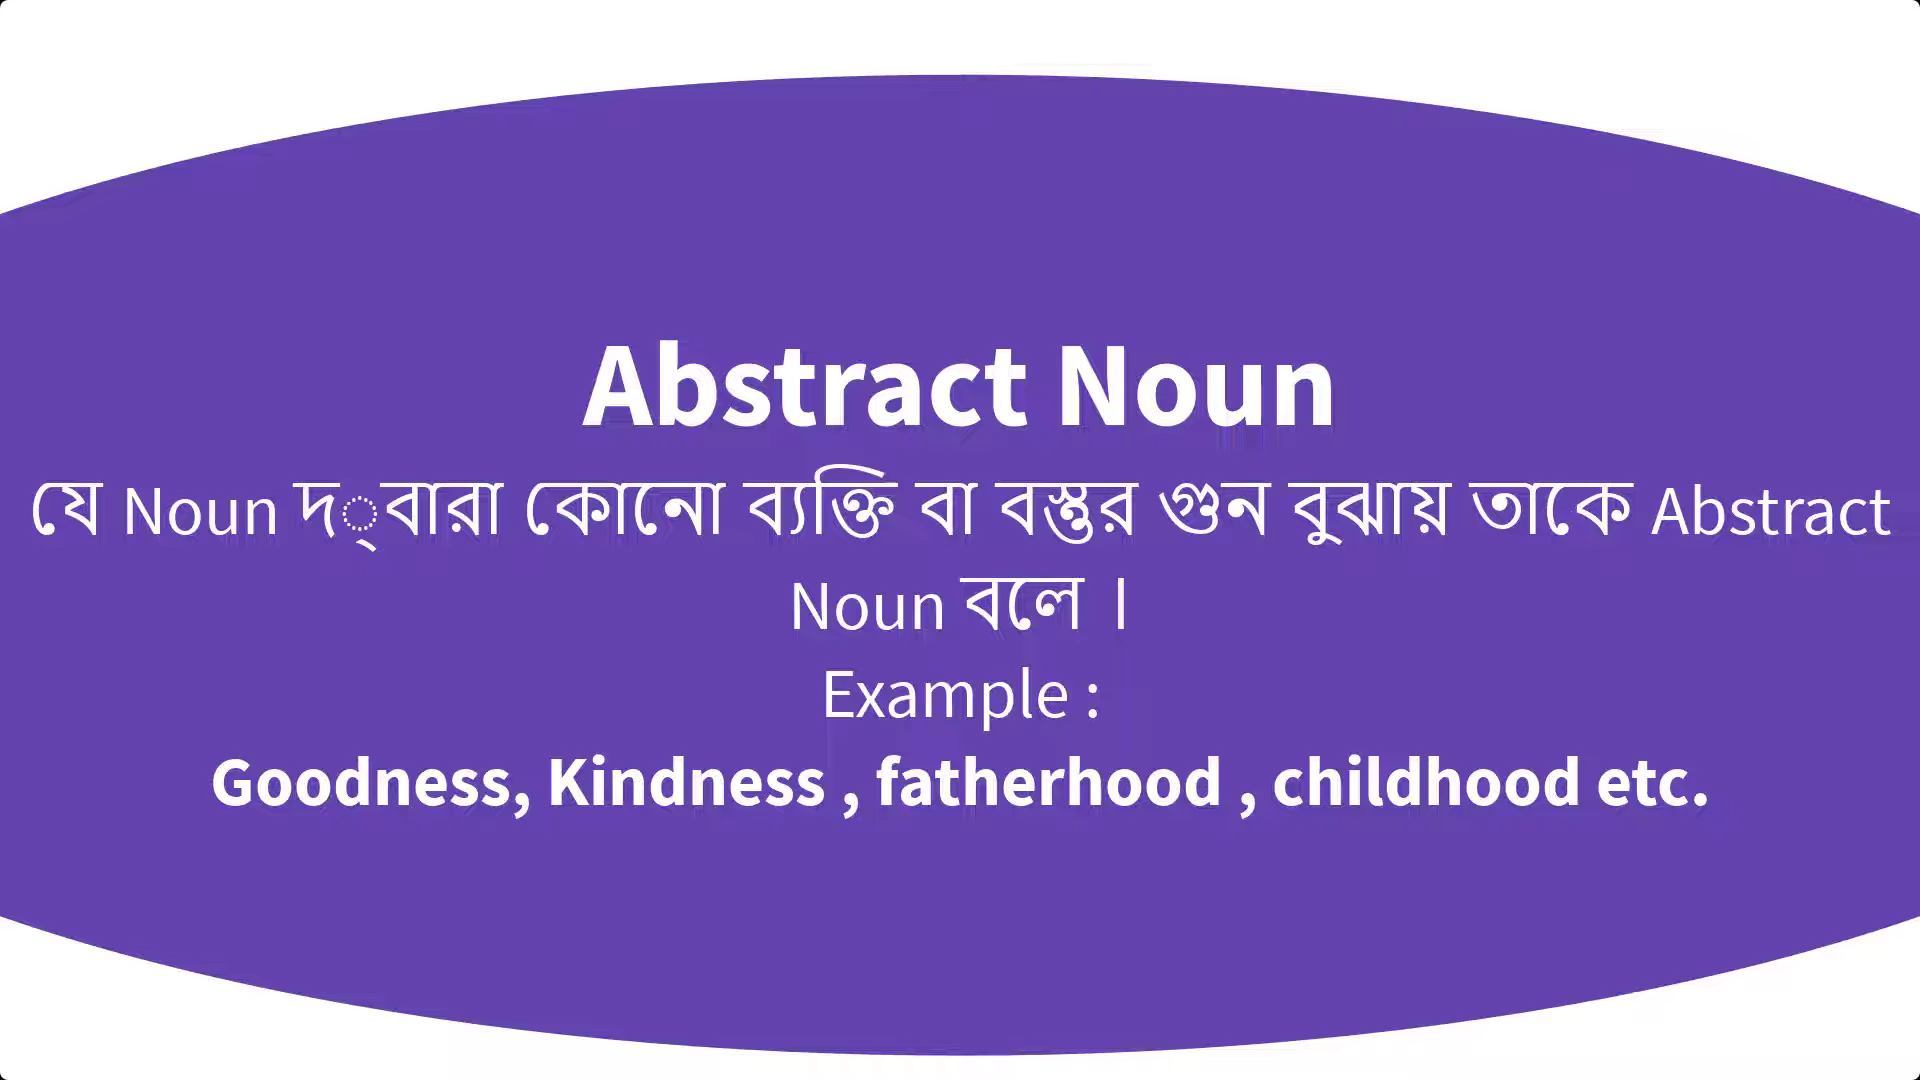 Abstract Noun
যে Noun দ্বারা কোনো ব্যক্তি বা বস্তুর গুন বুঝায় তাকে Abstract
Noun বলে ।
Example :
Goodness, Kindness , fatherhood , childhood etc.